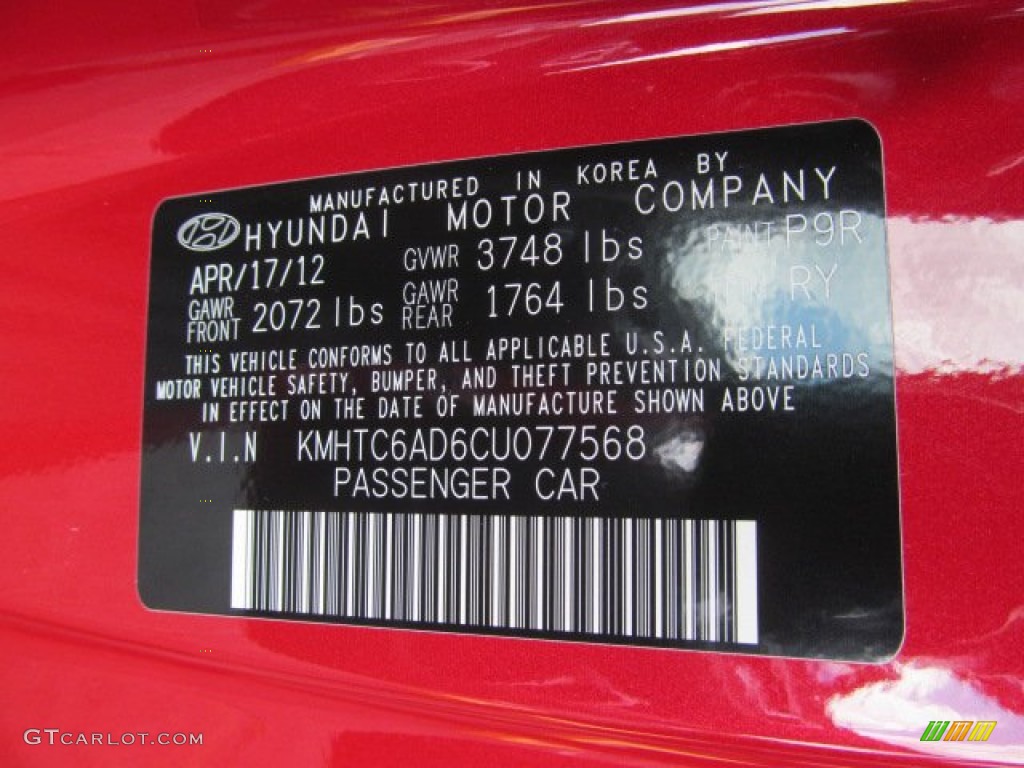 MANUFACTURED IN KOREA BY
HYUNDAI MOTOR COMPANY
APR/17/12 GVWR 3748 lbs PAINT P9R
GAWR FRONT 2072 lbs GAWR REAR 1764 lbs RY
THIS VEHICLE CONFORMS TO ALL APPLICABLE U.S.A. FEDERAL
MOTOR VEHICLE SAFETY, BUMPER, AND THEFT PREVENTION STANDARDS
IN EFFECT ON THE DATE OF MANUFACTURE SHOWN ABOVE
V.I.N KMHTC6AD6CU077568
PASSENGER CAR
GTCARLOT.COM